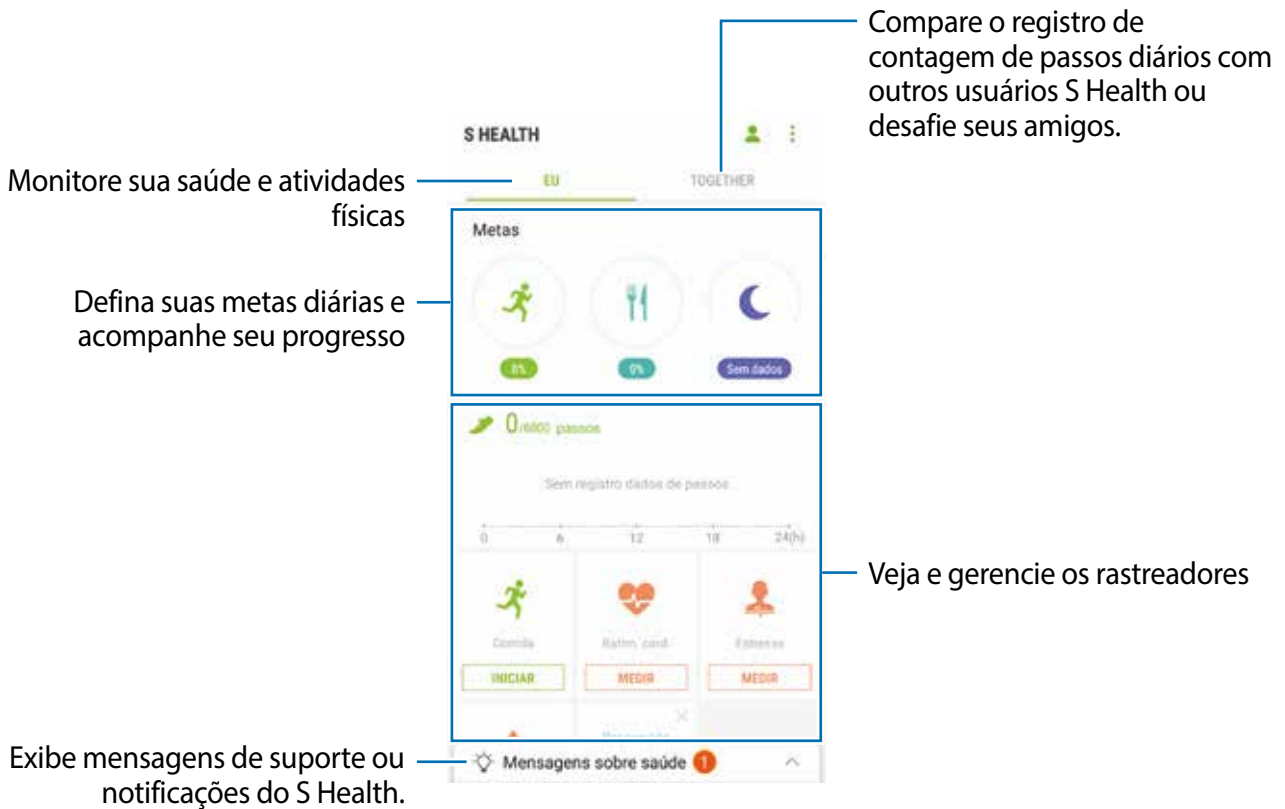 Compare o registro de
contagem de passos diários com
outros usuários S Health ou
desafie seus amigos.
S HEALTH
EU TOGETHER
Monitore sua saúde e atividades
físicas
Metas
Defina suas metas diárias e
acompanhe seu progresso
0% Sem dados
0/6000 passos
Sem registro dados de passos
0 6 12 18 24(h)
Veja e gerencie os rastreadores
Corrida Batim. card. Estresse
INICIAR MEDIR MEDIR
Exibe mensagens de suporte ou
notificações do S Health.
Mensagens sobre saúde 1